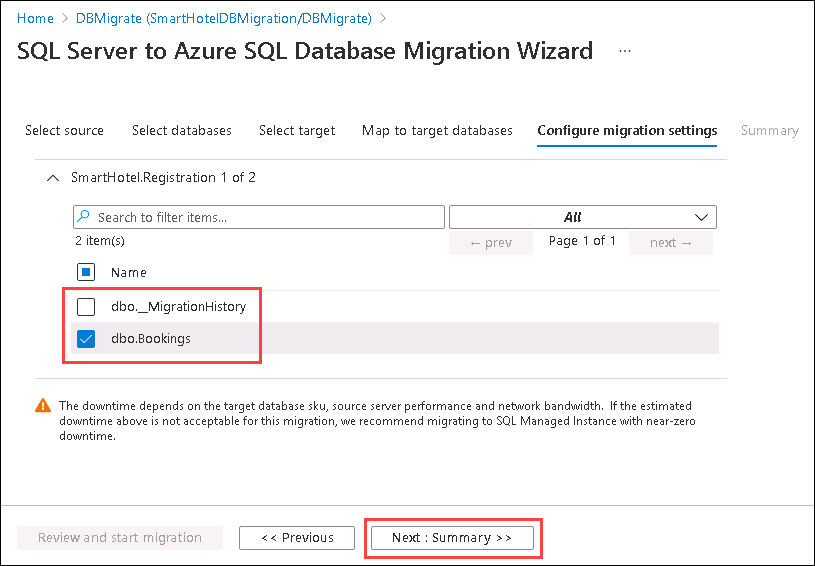 Home > DBMigrate (SmartHotelDBMigration/DBMigrate) >
SQL Server to Azure SQL Database Migration Wizard ...
Select source Select databases Select target Map to target databases Configure migration settings Summary
SmartHotel.Registration 1 of 2
Search to filter items... All
2 item(s) ← prev Page 1 of 1 next →
Name
dbo.__MigrationHistory
dbo.Bookings
The downtime depends on the target database sku, source server performance and network bandwidth. If the estimated
downtime above is not acceptable for this migration, we recommend migrating to SQL Managed Instance with near-zero
downtime.
Review and start migration << Previous Next : Summary >>